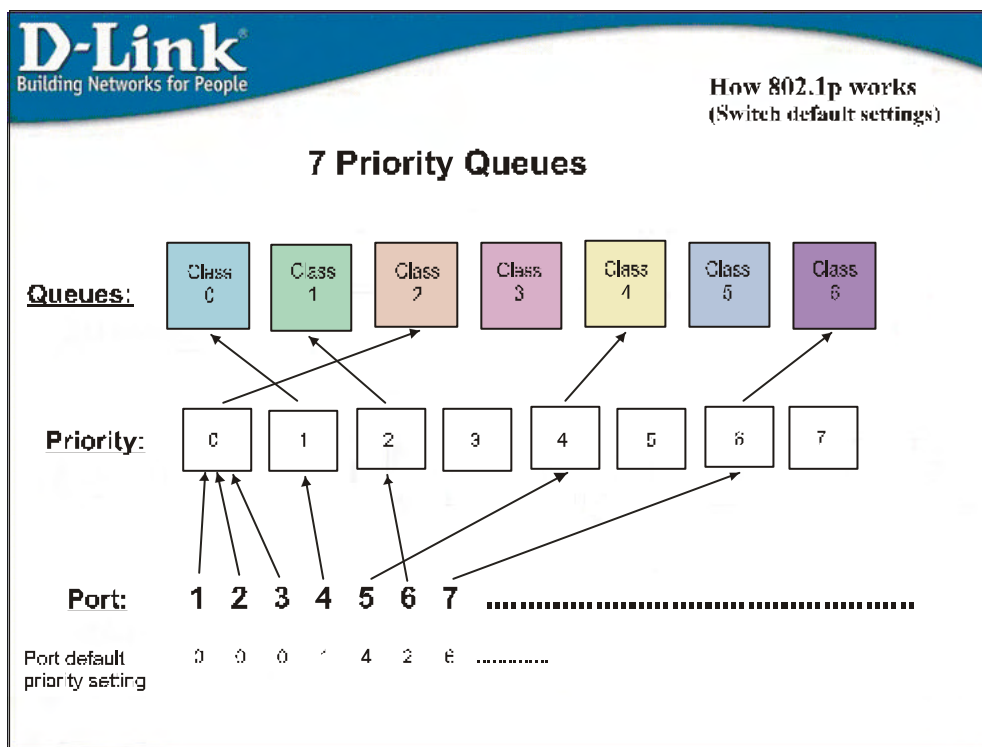 D-Link®
Building Networks for People
How 802.1p works
(Switch default settings)
7 Priority Queues
Queues:
Class 0
Class 1
Class 2
Class 3
Class 4
Class 5
Class 6
Priority:
0 1 2 3 4 5 6 7
Port:
1 2 3 4 5 6 7 ................................................
Port default priority setting
0 0 0 1 4 2 6 .............